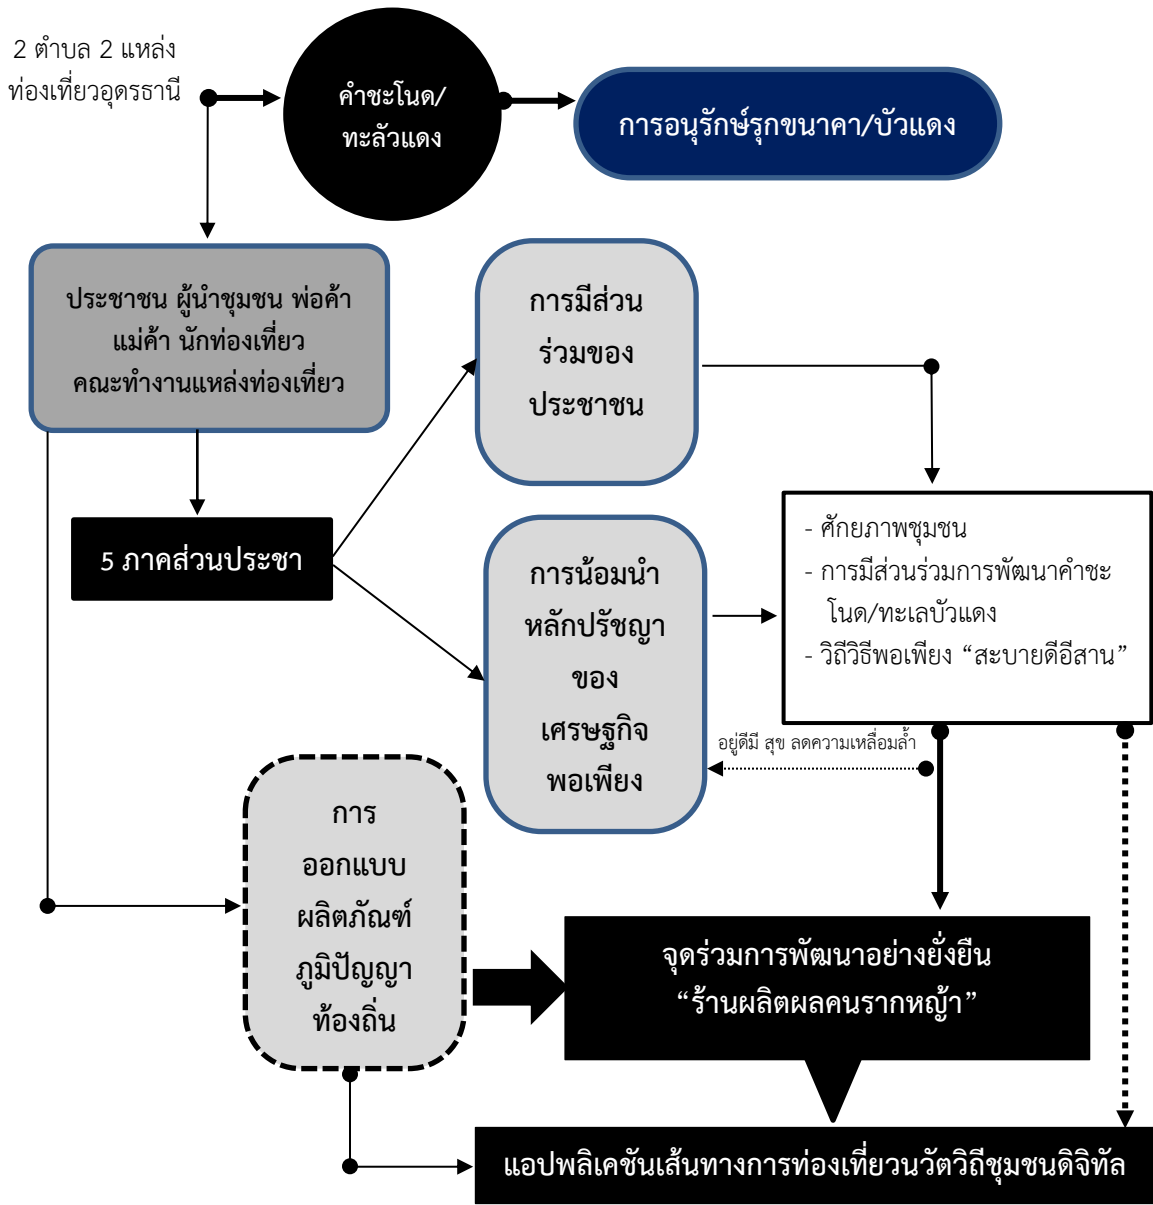 2 ตำบล 2 แหล่ง
ท่องเที่ยวอุดรธานี
คำชะโนด/
ทะลัวแดง
การอนุรักษ์รุกขนาคา/บัวแดง
ประชาชน ผู้นำชุมชน พ่อค้า
แม่ค้า นักท่องเที่ยว
คณะทำงานแหล่งท่องเที่ยว
การมีส่วน
ร่วมของ
ประชาชน
5 ภาคส่วนประชา
การน้อมนำ
หลักปรัชญา
ของ
เศรษฐกิจ
พอเพียง
- ศักยภาพชุมชน
- การมีส่วนร่วมการพัฒนาคำชะ
โนด/ทะเลบัวแดง
- วิถีวิธีพอเพียง “สะบายดีอีสาน”
อยู่ดีมี สุข ลดความเหลื่อมล้ำ
การ
ออกแบบ
ผลิตภัณฑ์
ภูมิปัญญา
ท้องถิ่น
จุดร่วมการพัฒนาอย่างยั่งยืน
“ร้านผลิตผลคนรากหญ้า”
แอปพลิเคชันเส้นทางการท่องเที่ยวนวัตวิถีชุมชนดิจิทัล